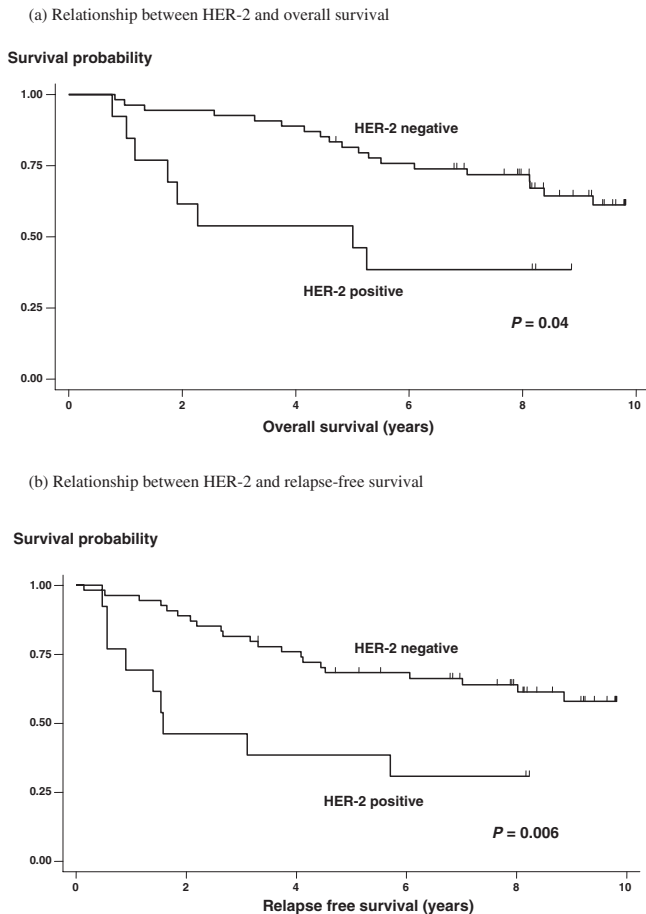 (a) Relationship between HER-2 and overall survival
Survival probability
1.00
HER-2 negative
0.75
0.50
HER-2 positive
0.25
P = 0.04
0.00
0 2 4 6 8 10
Overall survival (years)
(b) Relationship between HER-2 and relapse-free survival
Survival probability
1.00
HER-2 negative
0.75
0.50
0.25
HER-2 positive
P = 0.006
0.00
0 2 4 6 8 10
Relapse free survival (years)